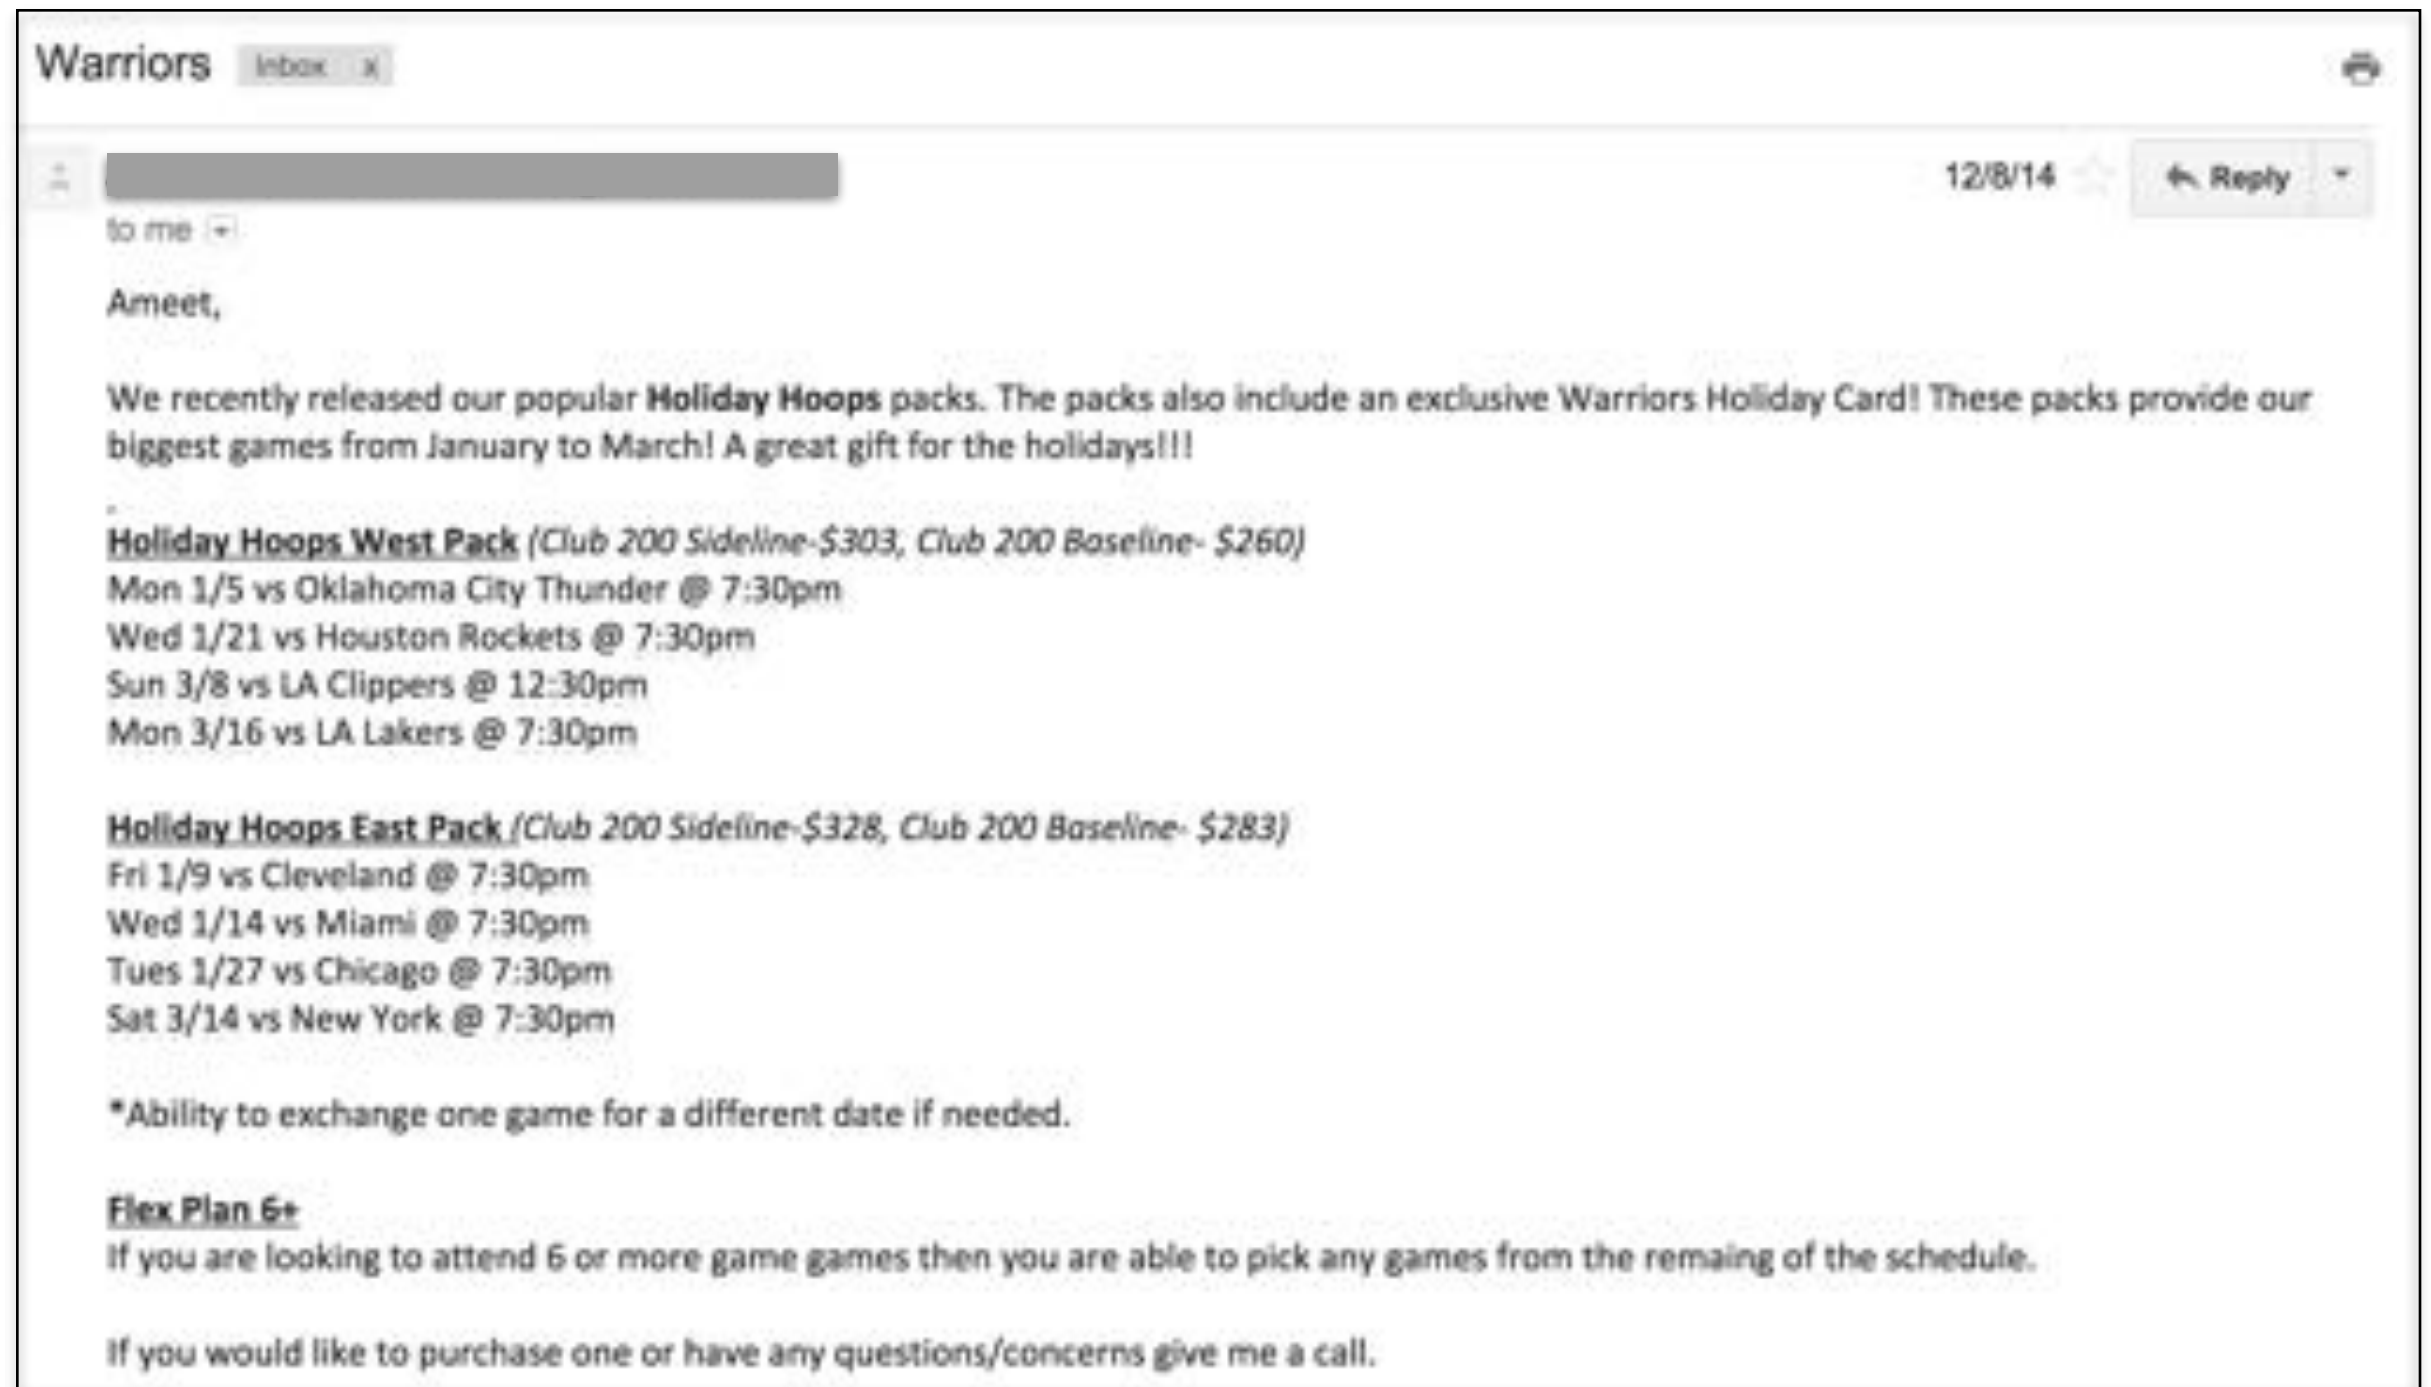 Warriors Inbox x
12/8/14 Reply
to me
Ameet,
We recently released our popular Holiday Hoops packs. The packs also include an exclusive Warriors Holiday Card! These packs provide our
biggest games from January to March! A great gift for the holidays!!!
.
Holiday Hoops West Pack (Club 200 Sideline-$303, Club 200 Baseline- $260)
Mon 1/5 vs Oklahoma City Thunder @ 7:30pm
Wed 1/21 vs Houston Rockets @ 7:30pm
Sun 3/8 vs LA Clippers @ 12:30pm
Mon 3/16 vs LA Lakers @ 7:30pm
Holiday Hoops East Pack (Club 200 Sideline-$328, Club 200 Baseline- $283)
Fri 1/9 vs Cleveland @ 7:30pm
Wed 1/14 vs Miami @ 7:30pm
Tues 1/27 vs Chicago @ 7:30pm
Sat 3/14 vs New York @ 7:30pm
*Ability to exchange one game for a different date if needed.
Flex Plan 6+
If you are looking to attend 6 or more game games then you are able to pick any games from the remaing of the schedule.
If you would like to purchase one or have any questions/concerns give me a call.